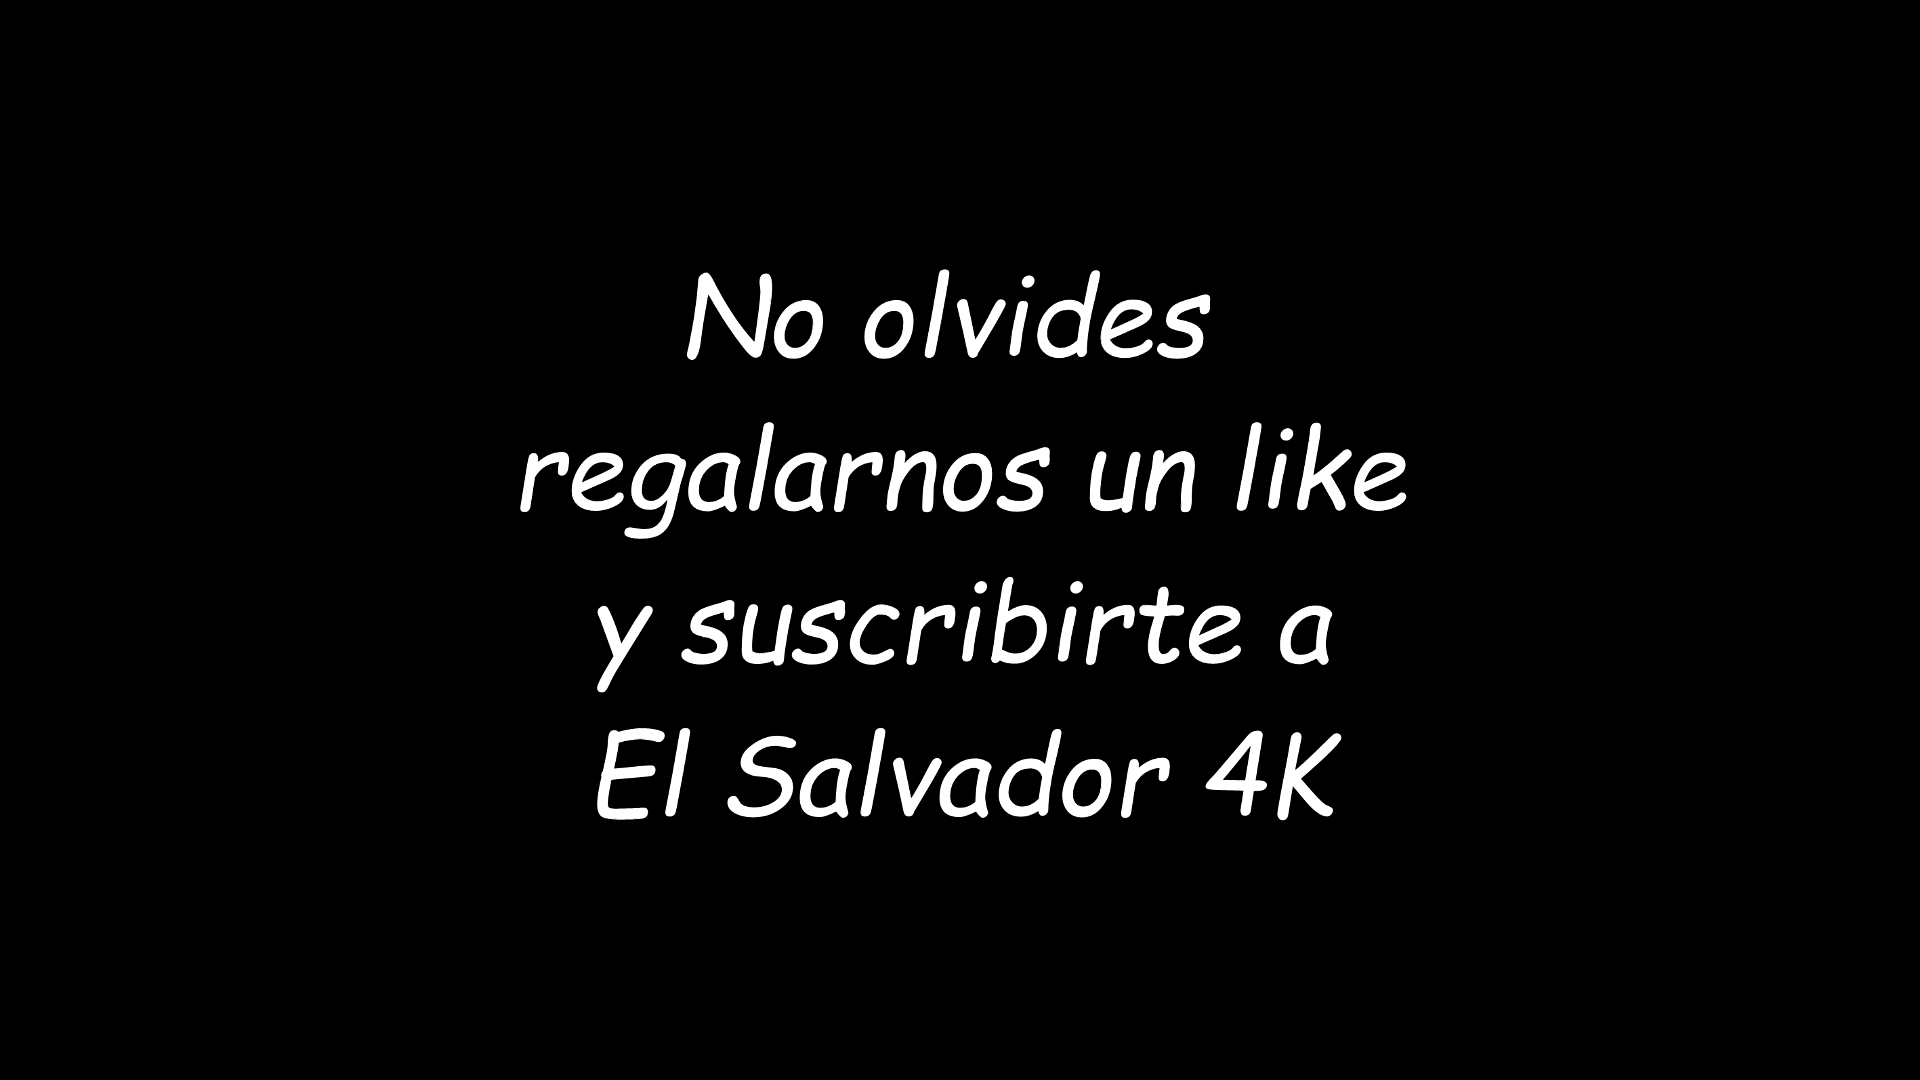 No olvides
regalarnos un like
y suscribirte a
El Salvador 4K